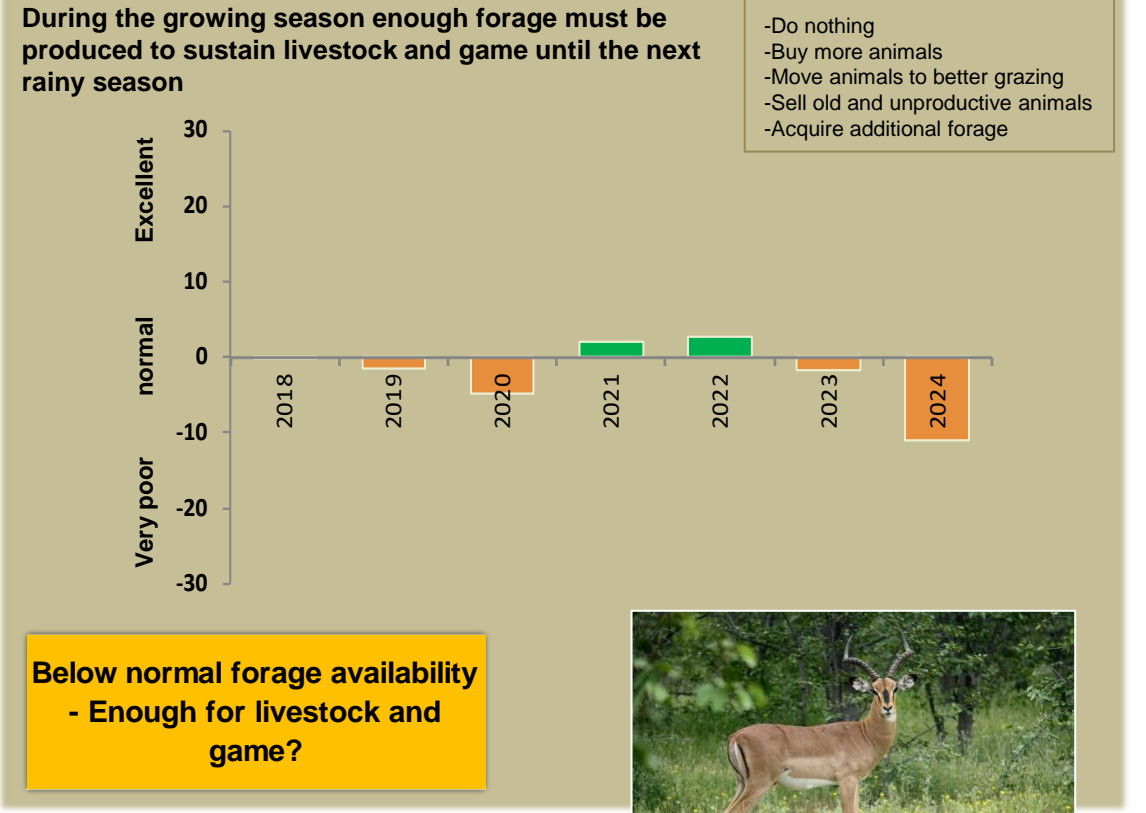 During the growing season enough forage must be
produced to sustain livestock and game until the next
rainy season
-Do nothing
-Buy more animals
-Move animals to better grazing
-Sell old and unproductive animals
-Acquire additional forage
Excellent
normal
Very poor
30
20
10
0
-10
-20
-30
2018
2019
2020
2021
2022
2023
2024
Below normal forage availability
- Enough for livestock and
game?